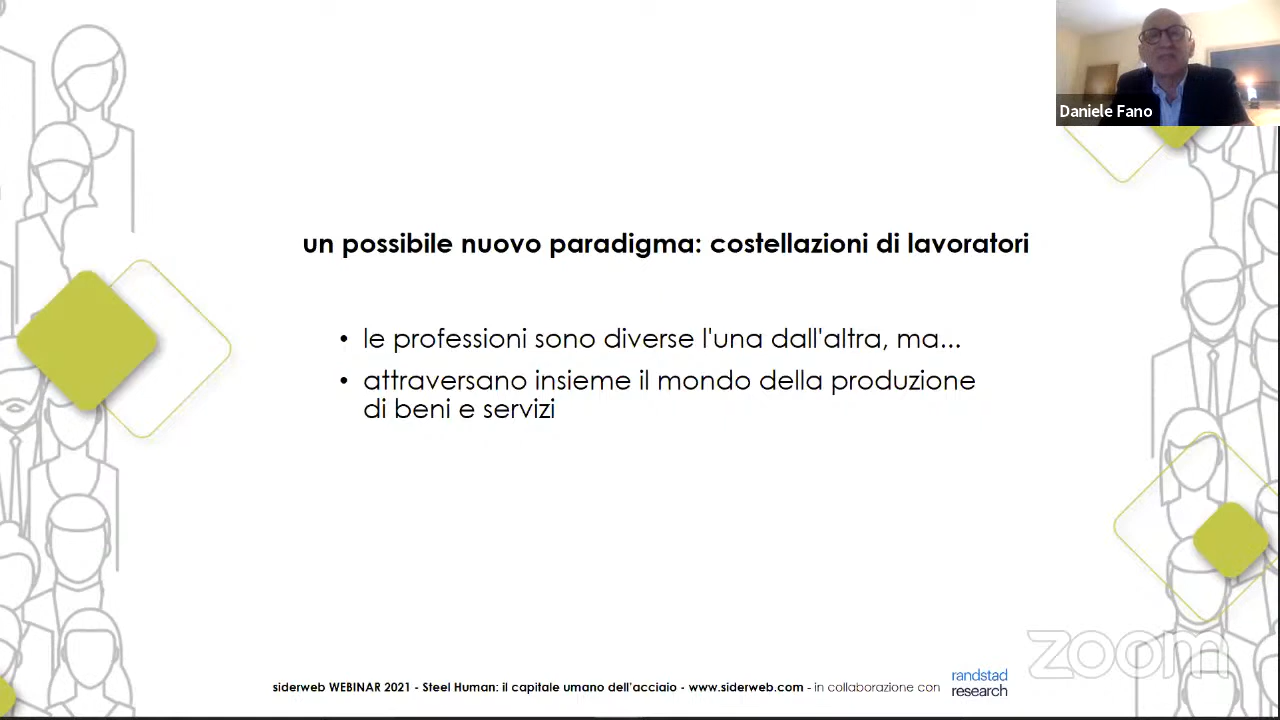 Daniele Fano
un possibile nuovo paradigma: costellazioni di lavoratori
• le professioni sono diverse l'una dall'altra, ma...
• attraversano insieme il mondo della produzione
di beni e servizi
zoom
siderweb WEBINAR 2021 - Steel Human: il capitale umano dell'acciaio - www.siderweb.com - in collaborazione con
randstad
research